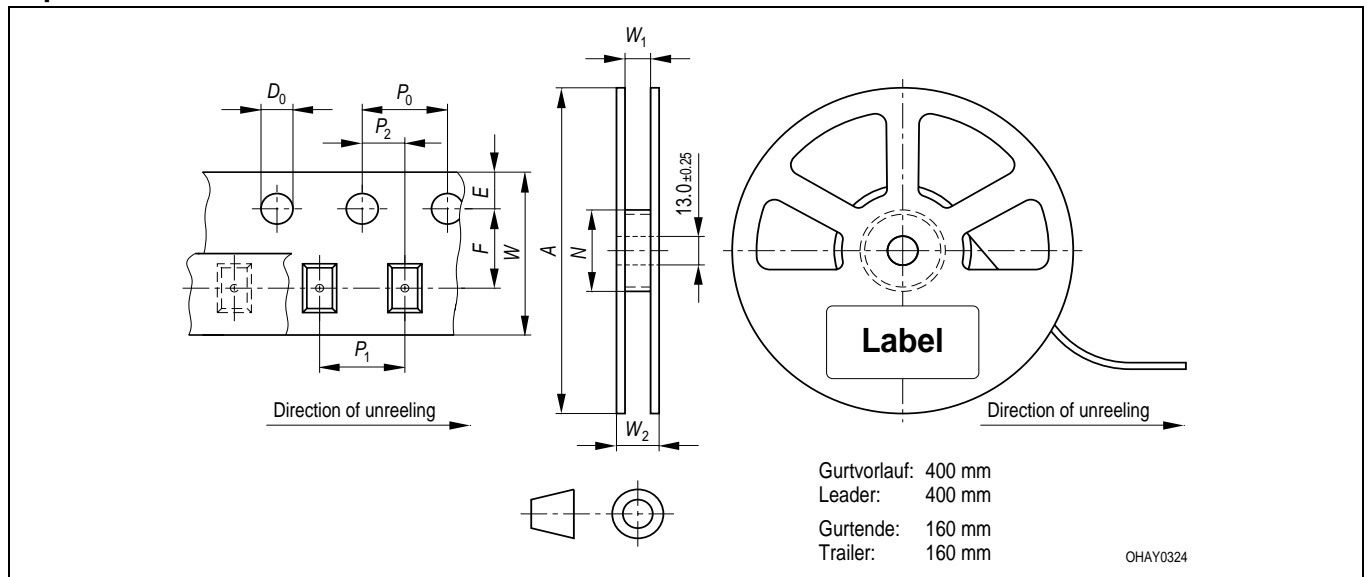 W₁
D₀
P₀
P₂
E
F
W
A
N
13.0 ±0.25
P₁
W₂
Label
Direction of unreeling
Direction of unreeling
Gurtvorlauf: 400 mm
Leader: 400 mm
Gurtende: 160 mm
Trailer: 160 mm
OHAY0324